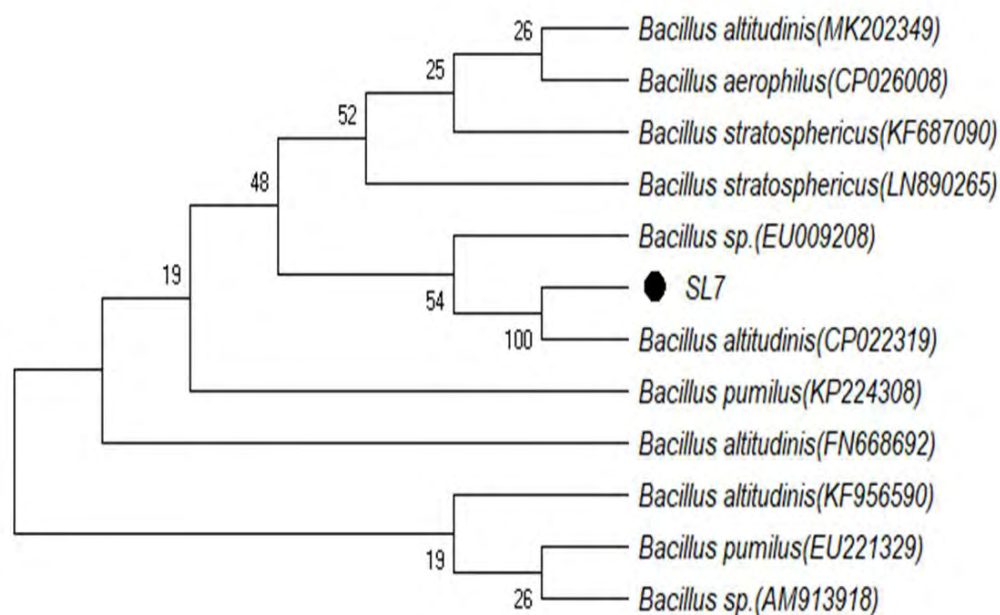 26
Bacillus altitudinis(MK202349)
25
Bacillus aerophilus(CP026008)
52
Bacillus stratosphericus(KF687090)
48
Bacillus stratosphericus(LN890265)
Bacillus sp.(EU009208)
19
SL7
54
100
Bacillus altitudinis(CP022319)
Bacillus pumilus(KP224308)
Bacillus altitudinis(FN668692)
Bacillus altitudinis(KF956590)
19
Bacillus pumilus(EU221329)
26
Bacillus sp.(AM913918)